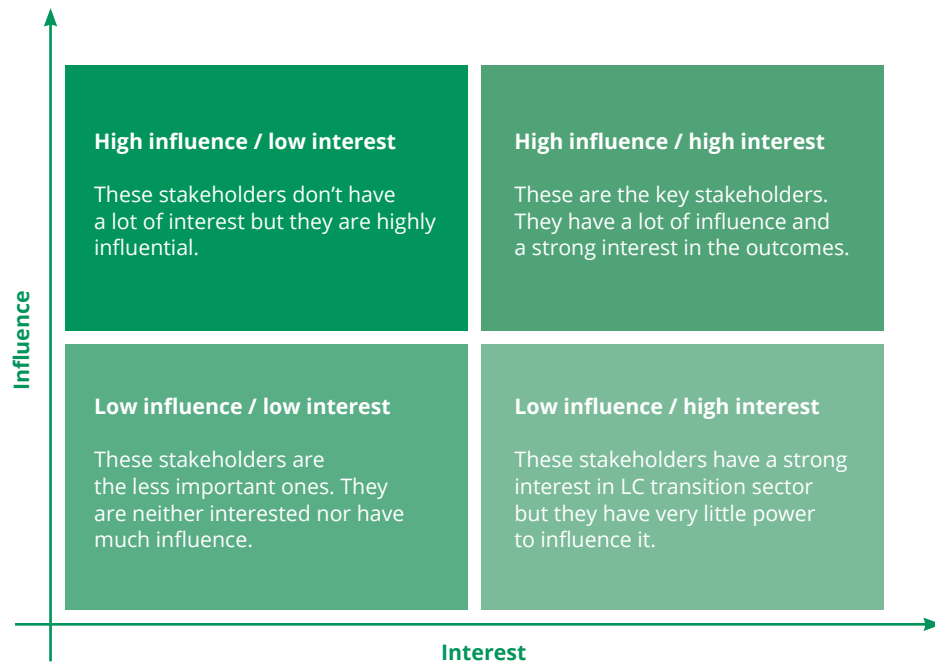 High influence / low interest
These stakeholders don’t have
a lot of interest but they are highly
influential.
High influence / high interest
These are the key stakeholders.
They have a lot of influence and
a strong interest in the outcomes.
Influence
Low influence / low interest
These stakeholders are
the less important ones. They
are neither interested nor have
much influence.
Low influence / high interest
These stakeholders have a strong
interest in LC transition sector
but they have very little power
to influence it.
Interest